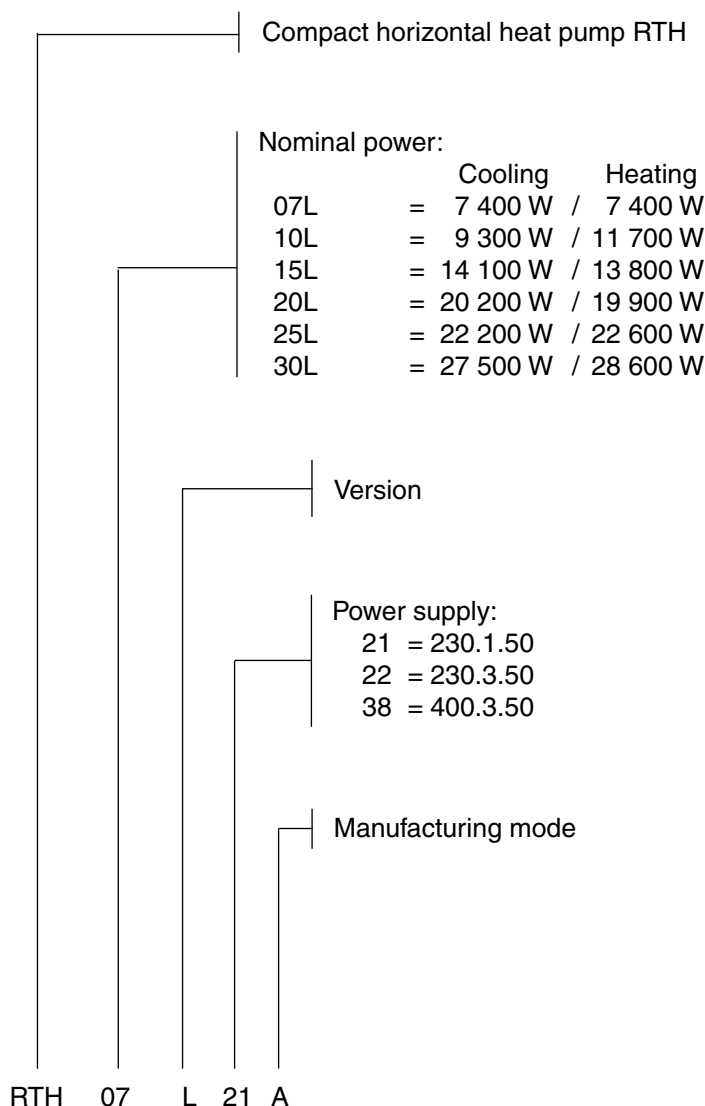 Compact horizontal heat pump RTH
Nominal power:
Cooling Heating
07L = 7 400 W / 7 400 W
10L = 9 300 W / 11 700 W
15L = 14 100 W / 13 800 W
20L = 20 200 W / 19 900 W
25L = 22 200 W / 22 600 W
30L = 27 500 W / 28 600 W
Version
Power supply:
21 = 230.1.50
22 = 230.3.50
38 = 400.3.50
Manufacturing mode
RTH 07 L 21 A